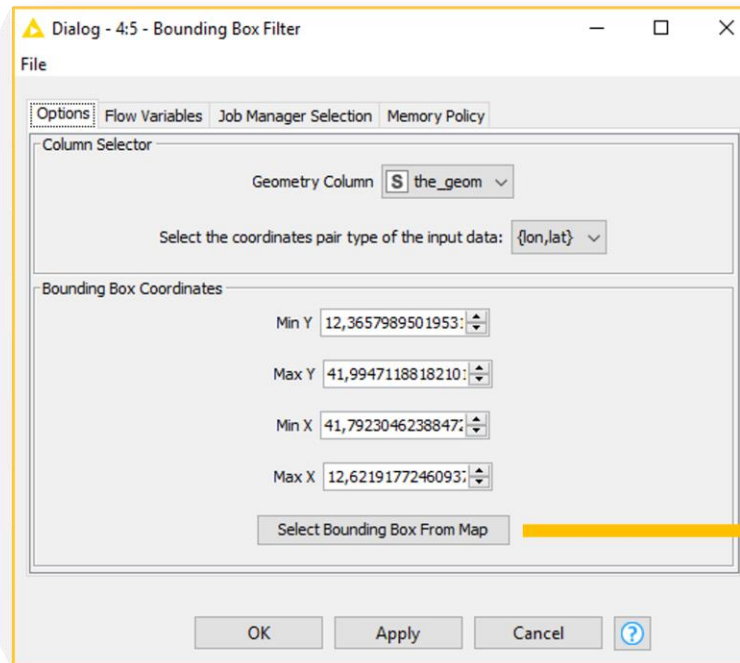 Dialog - 4:5 - Bounding Box Filter
File
Options Flow Variables Job Manager Selection Memory Policy
Column Selector
Geometry Column S the_geom
Select the coordinates pair type of the input data: {lon,lat}
Bounding Box Coordinates
Min Y 12,3657989501953
Max Y 41,9947118818210
Min X 41,7923046238847
Max X 12,6219177246093
Select Bounding Box From Map
OK Apply Cancel ?